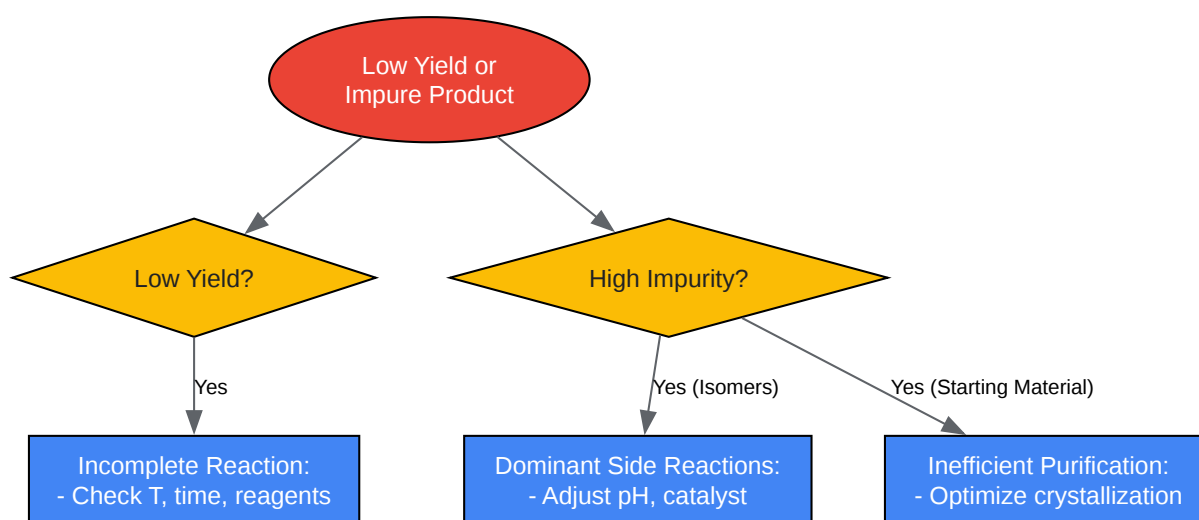 Low Yield or
Impure Product
Low Yield?
High Impurity?
Yes
Yes (Isomers)
Yes (Starting Material)
Incomplete Reaction:
- Check T, time, reagents
Dominant Side Reactions:
- Adjust pH, catalyst
Inefficient Purification:
- Optimize crystallization